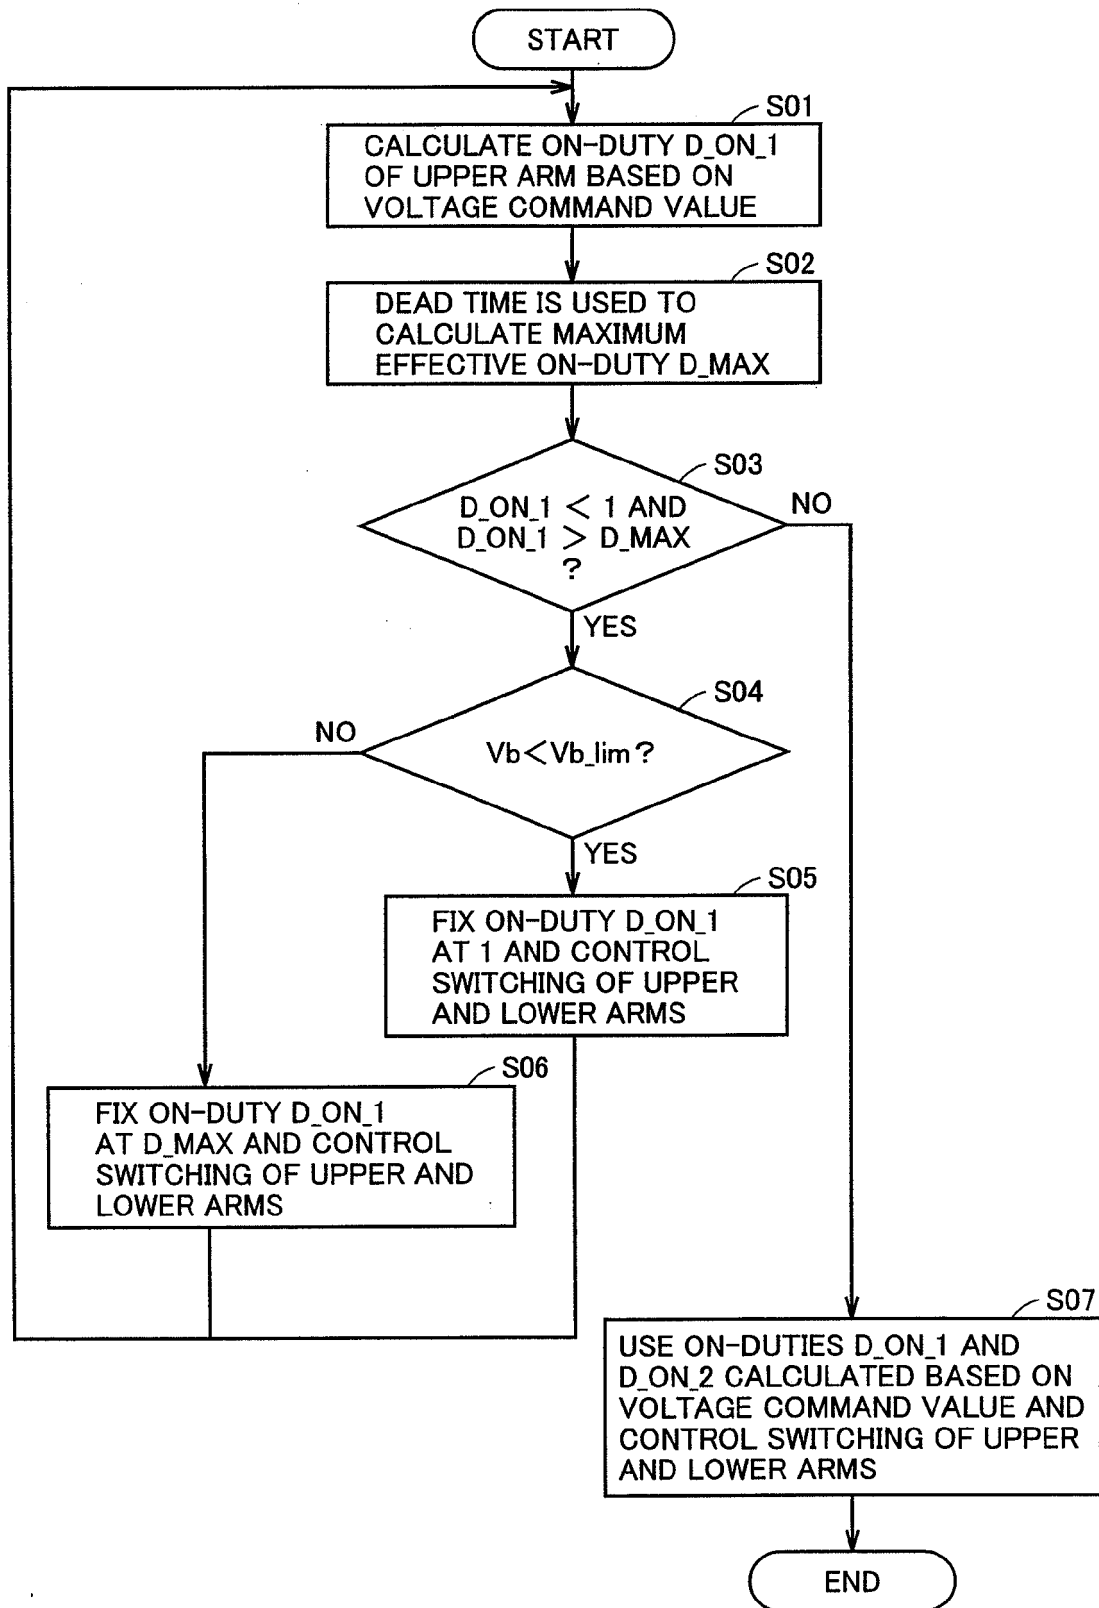 START
S01
CALCULATE ON-DUTY D_ON_1
OF UPPER ARM BASED ON
VOLTAGE COMMAND VALUE
S02
DEAD TIME IS USED TO
CALCULATE MAXIMUM
EFFECTIVE ON-DUTY D_MAX
S03
D_ON_1 < 1 AND
D_ON_1 > D_MAX
?
NO
YES
S04
Vb<Vb_lim?
NO
YES
S05
FIX ON-DUTY D_ON_1
AT 1 AND CONTROL
SWITCHING OF UPPER
AND LOWER ARMS
S06
FIX ON-DUTY D_ON_1
AT D_MAX AND CONTROL
SWITCHING OF UPPER AND
LOWER ARMS
S07
USE ON-DUTIES D_ON_1 AND
D_ON_2 CALCULATED BASED ON
VOLTAGE COMMAND VALUE AND
CONTROL SWITCHING OF UPPER
AND LOWER ARMS
END